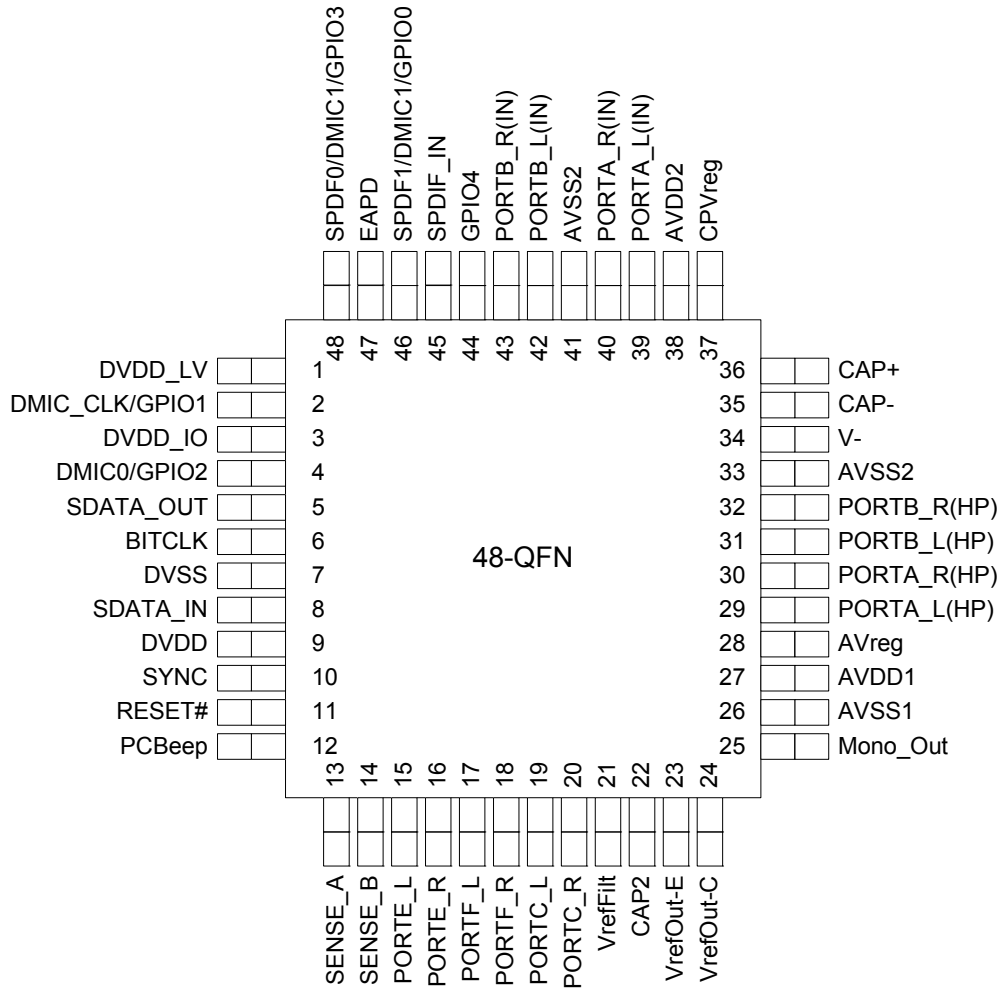 SPDF0/DMIC1/GPIO3
EAPD
SPDF1/DMIC1/GPIO0
SPDIF_IN
GPIO4
PORTB_R(IN)
PORTB_L(IN)
AVSS2
PORTA_R(IN)
PORTA_L(IN)
AVDD2
CPVreg
48
47
46
45
44
43
42
41
40
39
38
37
DVDD_LV 1
DMIC_CLK/GPIO1 2
DVDD_IO 3
DMIC0/GPIO2 4
SDATA_OUT 5
BITCLK 6
DVSS 7
SDATA_IN 8
DVDD 9
SYNC 10
RESET# 11
PCBeep 12
48-QFN
36 CAP+
35 CAP-
34 V-
33 AVSS2
32 PORTB_R(HP)
31 PORTB_L(HP)
30 PORTA_R(HP)
29 PORTA_L(HP)
28 AVreg
27 AVDD1
26 AVSS1
25 Mono_Out
13
14
15
16
17
18
19
20
21
22
23
24
SENSE_A
SENSE_B
PORTE_L
PORTE_R
PORTF_L
PORTF_R
PORTC_L
PORTC_R
VrefFilt
CAP2
VrefOut-E
VrefOut-C